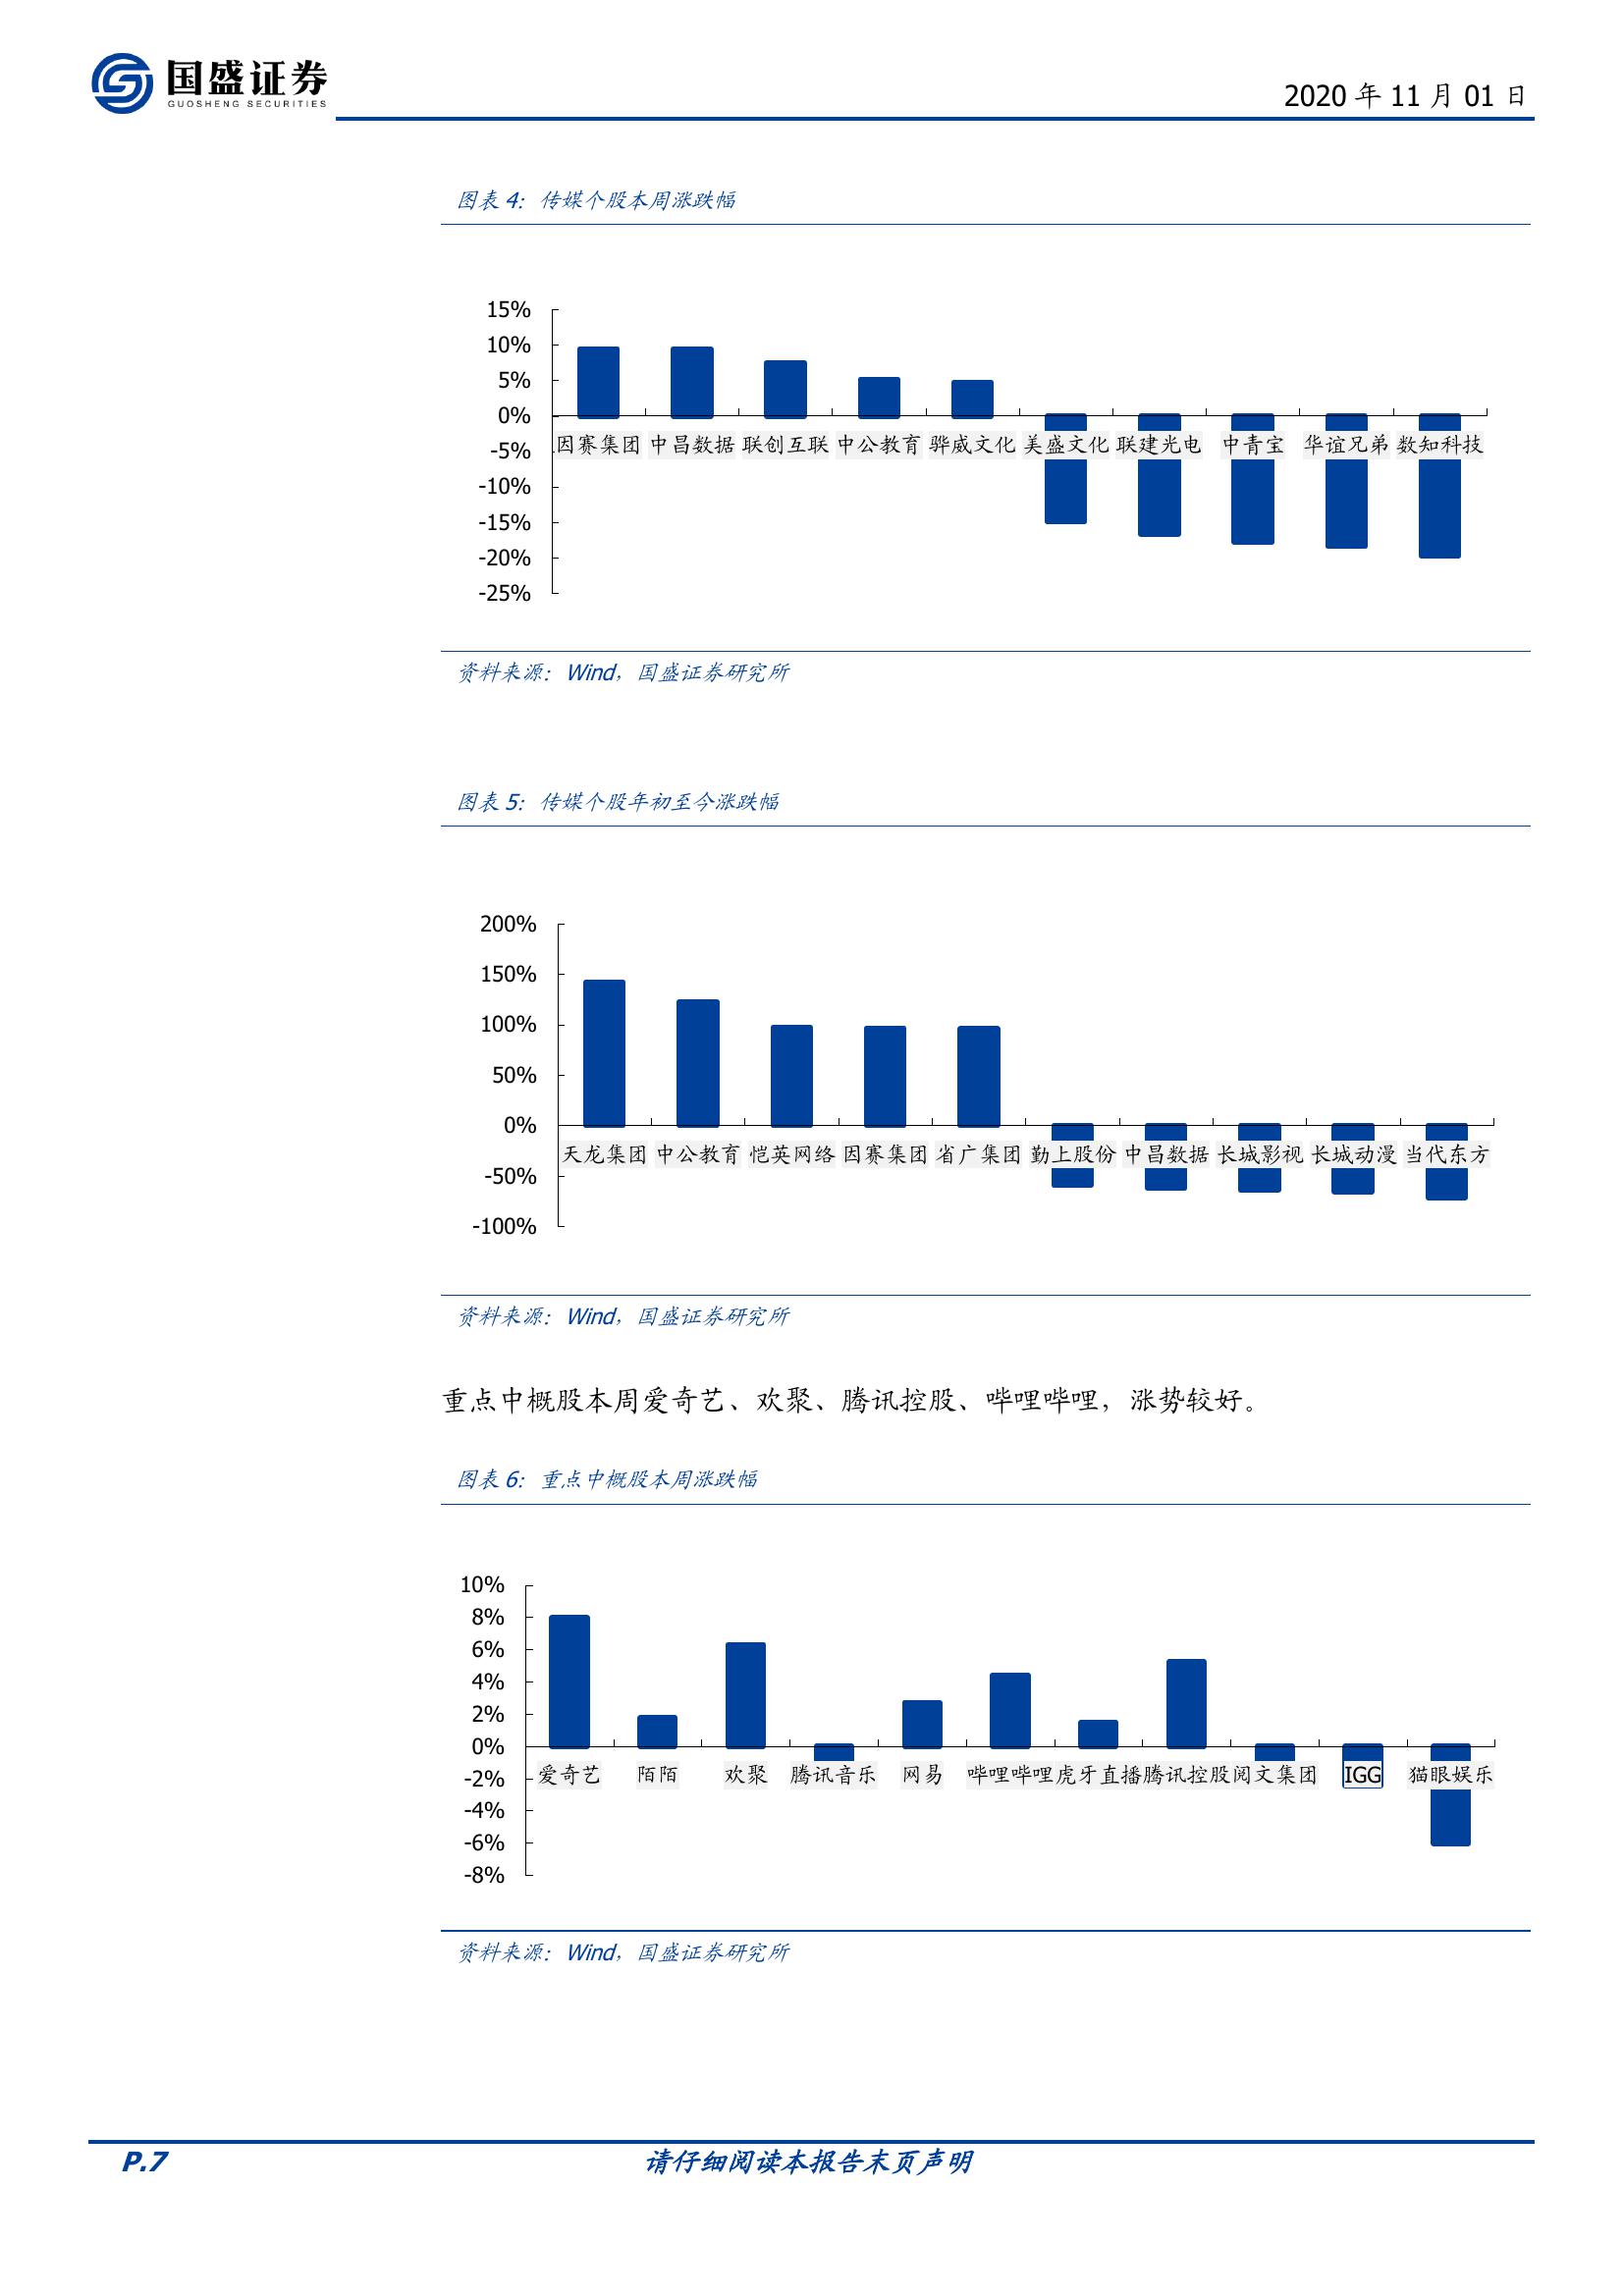 国盛证券
GUOSHENG SECURITIES
2020 年 11 月 01 日
图表 4：传媒个股本周涨跌幅
15%
10%
5%
0%
-5%
-10%
-15%
-20%
-25%
因赛集团 中昌数据 联创互联 中公教育 骅威文化 美盛文化 联建光电 中青宝 华谊兄弟 数知科技
资料来源：Wind，国盛证券研究所
图表 5：传媒个股年初至今涨跌幅
200%
150%
100%
50%
0%
-50%
-100%
天龙集团 中公教育 恺英网络 因赛集团 省广集团 勤上股份 中昌数据 长城影视 长城动漫 当代东方
资料来源：Wind，国盛证券研究所
重点中概股本周爱奇艺、欢聚、腾讯控股、哔哩哔哩，涨势较好。
图表 6：重点中概股本周涨跌幅
10%
8%
6%
4%
2%
0%
-2%
-4%
-6%
-8%
爱奇艺 陌陌 欢聚 腾讯音乐 网易 哔哩哔哩 虎牙直播 腾讯控股 阅文集团 IGG 猫眼娱乐
资料来源：Wind，国盛证券研究所
P.7
请仔细阅读本报告末页声明